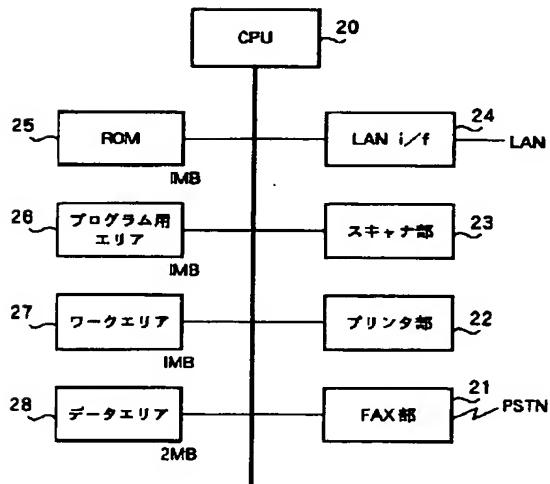 CPU
20
25
ROM
1MB
LAN i/f
24
LAN
26
プログラム用
エリア
1MB
スキャナ部
23
27
ワークエリア
1MB
プリンタ部
22
28
データエリア
2MB
FAX部
21
PSTN